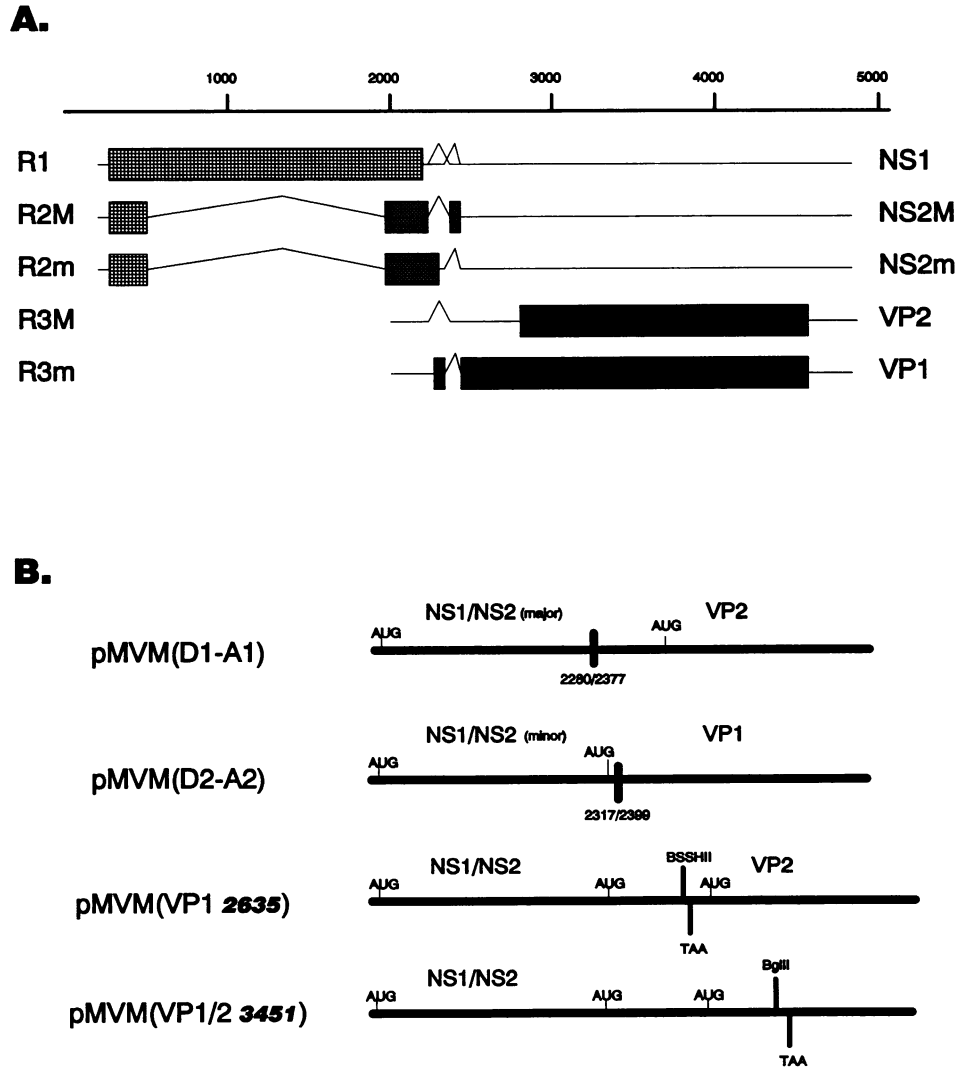 A.
1000 2000 3000 4000 5000
R1 NS1
R2M NS2M
R2m NS2m
R3M VP2
R3m VP1
B.
NS1/NS2 (major) VP2
AUG AUG
pMVM(D1-A1)
2280/2377
NS1/NS2 (minor) VP1
AUG AUG
pMVM(D2-A2)
2317/2399
BSSHII
NS1/NS2 VP2
AUG AUG AUG
pMVM(VP1 2635)
TAA
BglII
NS1/NS2
AUG AUG AUG
pMVM(VP1/2 3451)
TAA